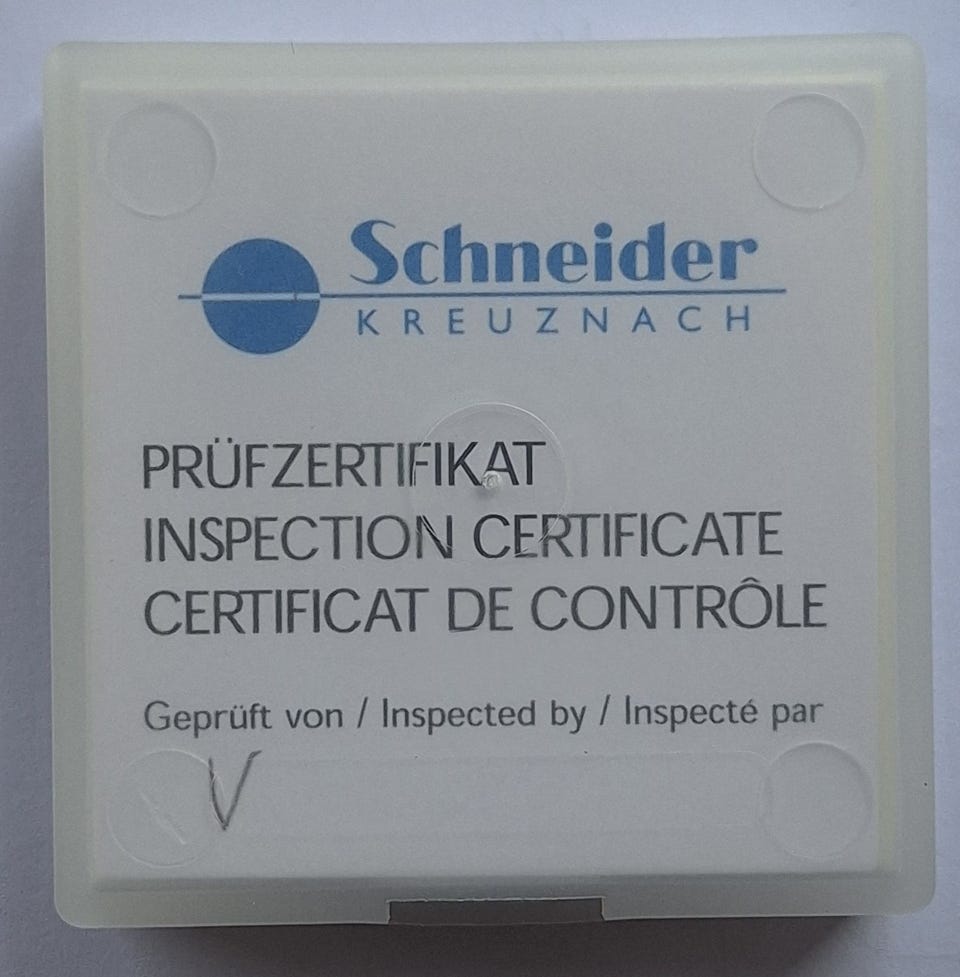 Schneider
KREUZNACH
PRÜFZERTIFIKAT
INSPECTION CERTIFICATE
CERTIFICAT DE CONTRÔLE
Geprüft von / Inspected by / Inspecté par
V